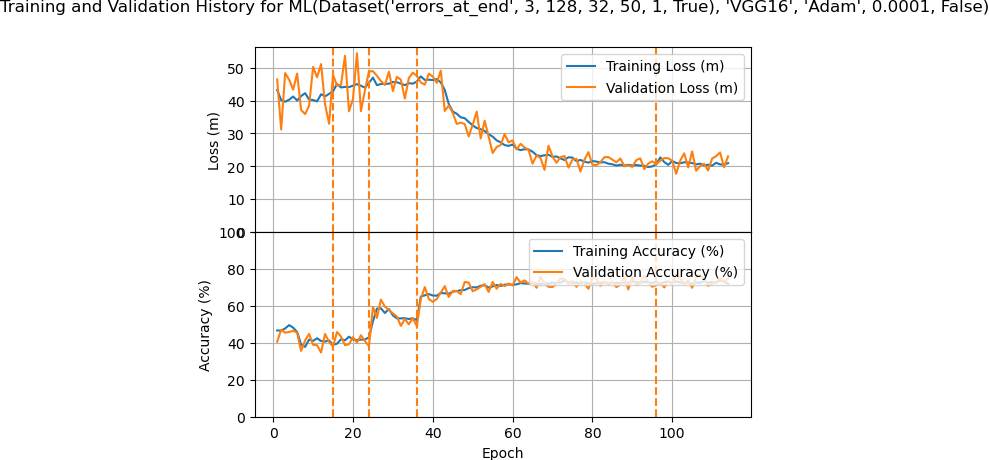 Training and Validation History for ML(Dataset('errors_at_end', 3, 128, 32, 50, 1, True), 'VGG16', 'Adam', 0.0001, False)
50
40
30
20
10
0
Loss (m)
Training Loss (m)
Validation Loss (m)
100
80
60
40
20
0
Accuracy (%)
Training Accuracy (%)
Validation Accuracy (%)
0 20 40 60 80 100
Epoch